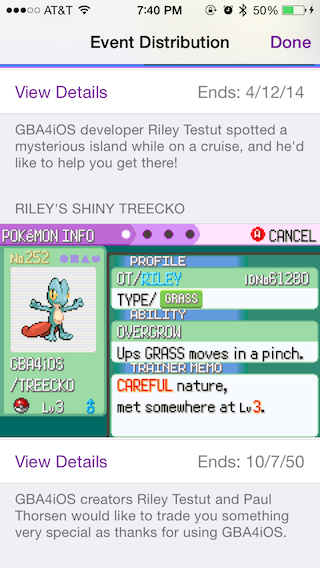 AT&T 7:40 PM 50%
Event Distribution Done
View Details Ends: 4/12/14
GBA4iOS developer Riley Testut spotted a
mysterious island while on a cruise, and he'd
like to help you get there!
RILEY'S SHINY TREECKO
POKéMON INFO A CANCEL
No252
PROFILE
OT/RILEY IDNo61280
TYPE/ GRASS
ABILITY
OVERGROW
Ups GRASS moves in a pinch.
TRAINER MEMO
CAREFUL nature,
met somewhere at Lv3.
GBA4iOS
/TREECKO
Lv3 ♂
View Details Ends: 10/7/50
GBA4iOS creators Riley Testut and Paul
Thorsen would like to trade you something
very special as thanks for using GBA4iOS.